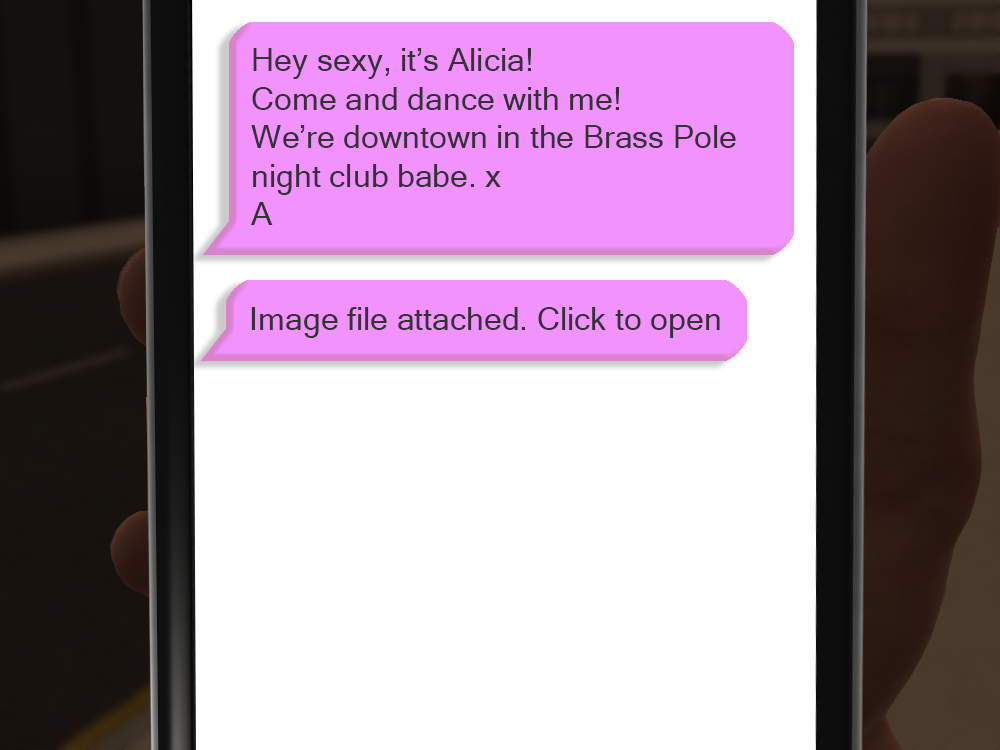 Hey sexy, it’s Alicia!
Come and dance with me!
We’re downtown in the Brass Pole
night club babe. x
A
Image file attached. Click to open